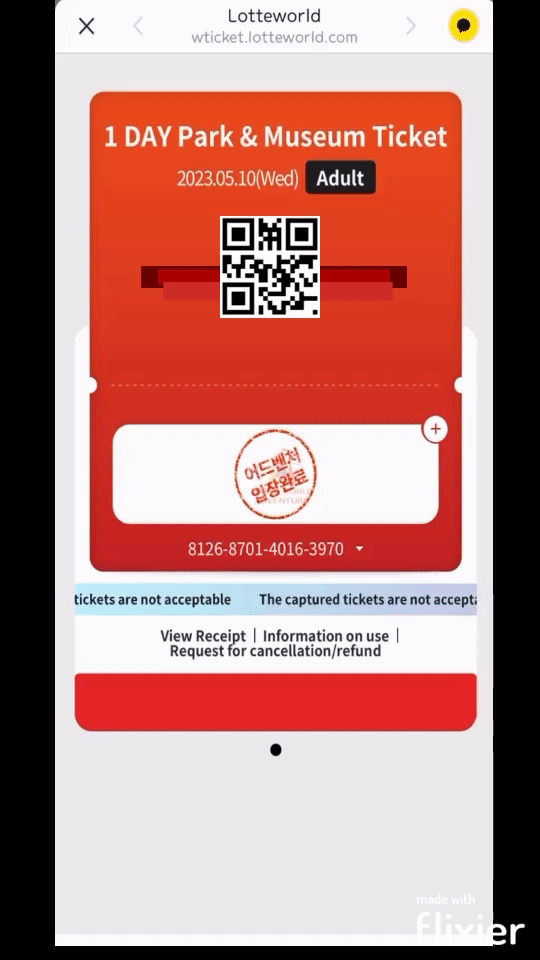 Lotteworld
wticket.lotteworld.com
1 DAY Park & Museum Ticket
2023.05.10(Wed) Adult
어드벤처
입장완료
8126-8701-4016-3970
tickets are not acceptable The captured tickets are not accepta
View Receipt | Information on use |
Request for cancellation/refund
made with
flixier